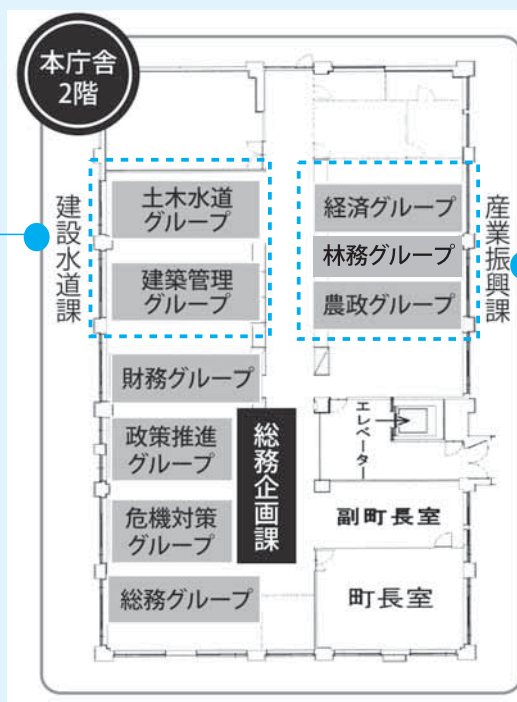 本庁舎
2階
建設水道課
土木水道
グループ
建築管理
グループ
経済グループ
林務グループ
農政グループ
産業振興課
財務グループ
政策推進
グループ
危機対策
グループ
総務グループ
総務企画課
エレベーター
副町長室
町長室